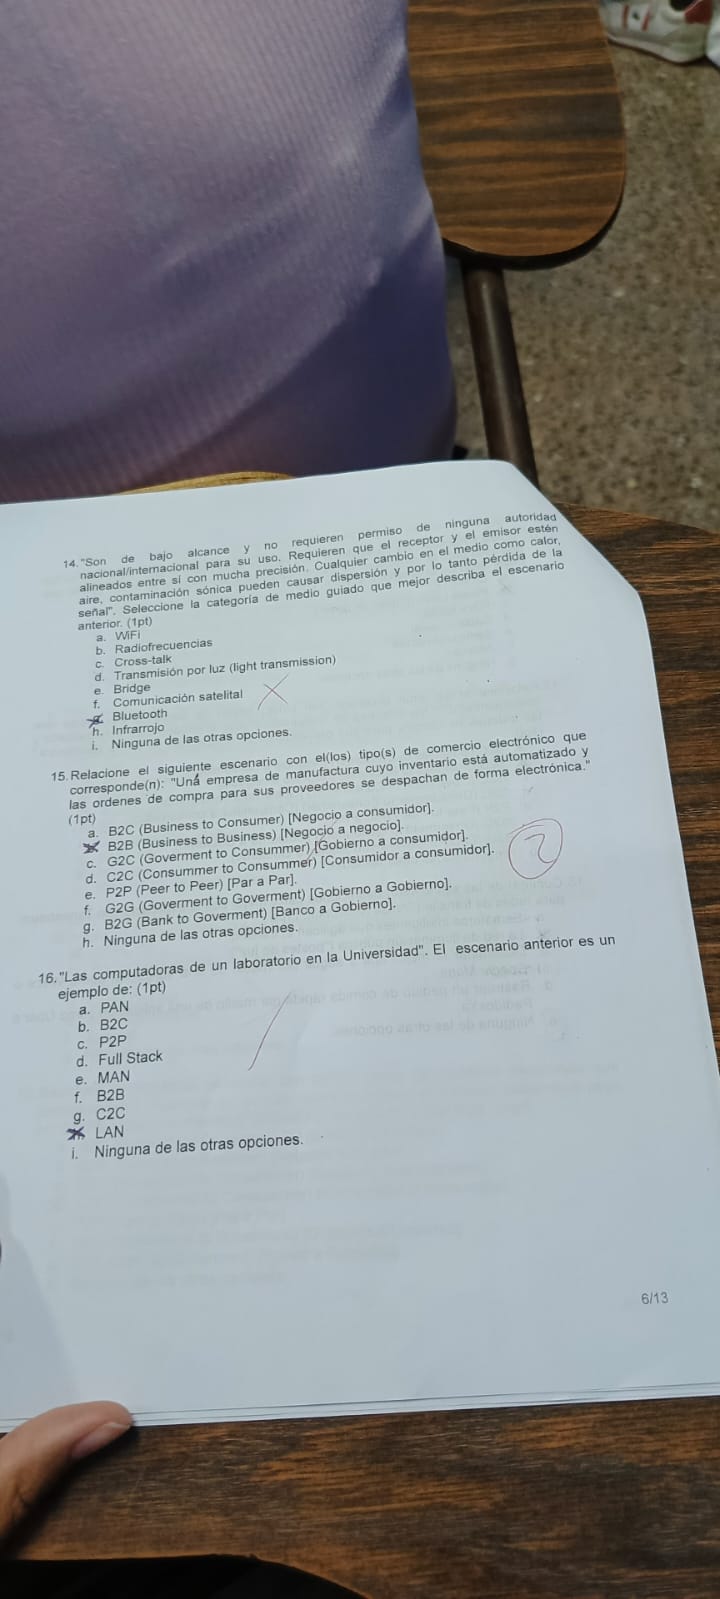 14."Son de bajo alcance y no requieren permiso de ninguna autoridad
nacional/internacional para su uso. Requieren que el receptor y el emisor estén
alineados entre sí con mucha precisión. Cualquier cambio en el medio como calor,
aire, contaminación sónica pueden causar dispersión y por lo tanto pérdida de la
señal". Seleccione la categoría de medio guiado que mejor describa el escenario
anterior. (1pt)
a. WiFi
b. Radiofrecuencias
c. Cross-talk
d. Transmisión por luz (light transmission)
e. Bridge
f. Comunicación satelital
g. Bluetooth
h. Infrarrojo
i. Ninguna de las otras opciones.
15.Relacione el siguiente escenario con el(los) tipo(s) de comercio electrónico que
corresponde(n): "Una empresa de manufactura cuyo inventario está automatizado y
las ordenes de compra para sus proveedores se despachan de forma electrónica."
(1pt)
a. B2C (Business to Consumer) [Negocio a consumidor].
B2B (Business to Business) [Negocio a negocio].
c. G2C (Goverment to Consummer) [Gobierno a consumidor].
d. C2C (Consummer to Consummer) [Consumidor a consumidor].
e. P2P (Peer to Peer) [Par a Par].
f. G2G (Goverment to Goverment) [Gobierno a Gobierno].
g. B2G (Bank to Goverment) [Banco a Gobierno].
h. Ninguna de las otras opciones.
2
16."Las computadoras de un laboratorio en la Universidad". El escenario anterior es un
ejemplo de: (1pt)
a. PAN
b. B2C
c. P2P
d. Full Stack
e. MAN
f. B2B
g. C2C
LAN
i. Ninguna de las otras opciones.
6/13